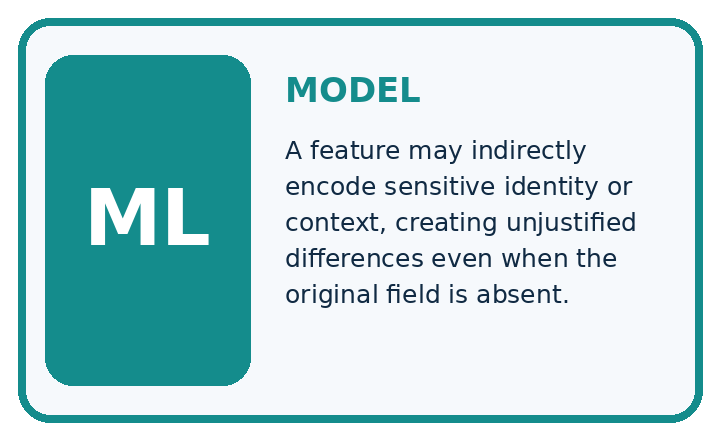 ML
MODEL
A feature may indirectly
encode sensitive identity or
context, creating unjustified
differences even when the
original field is absent.